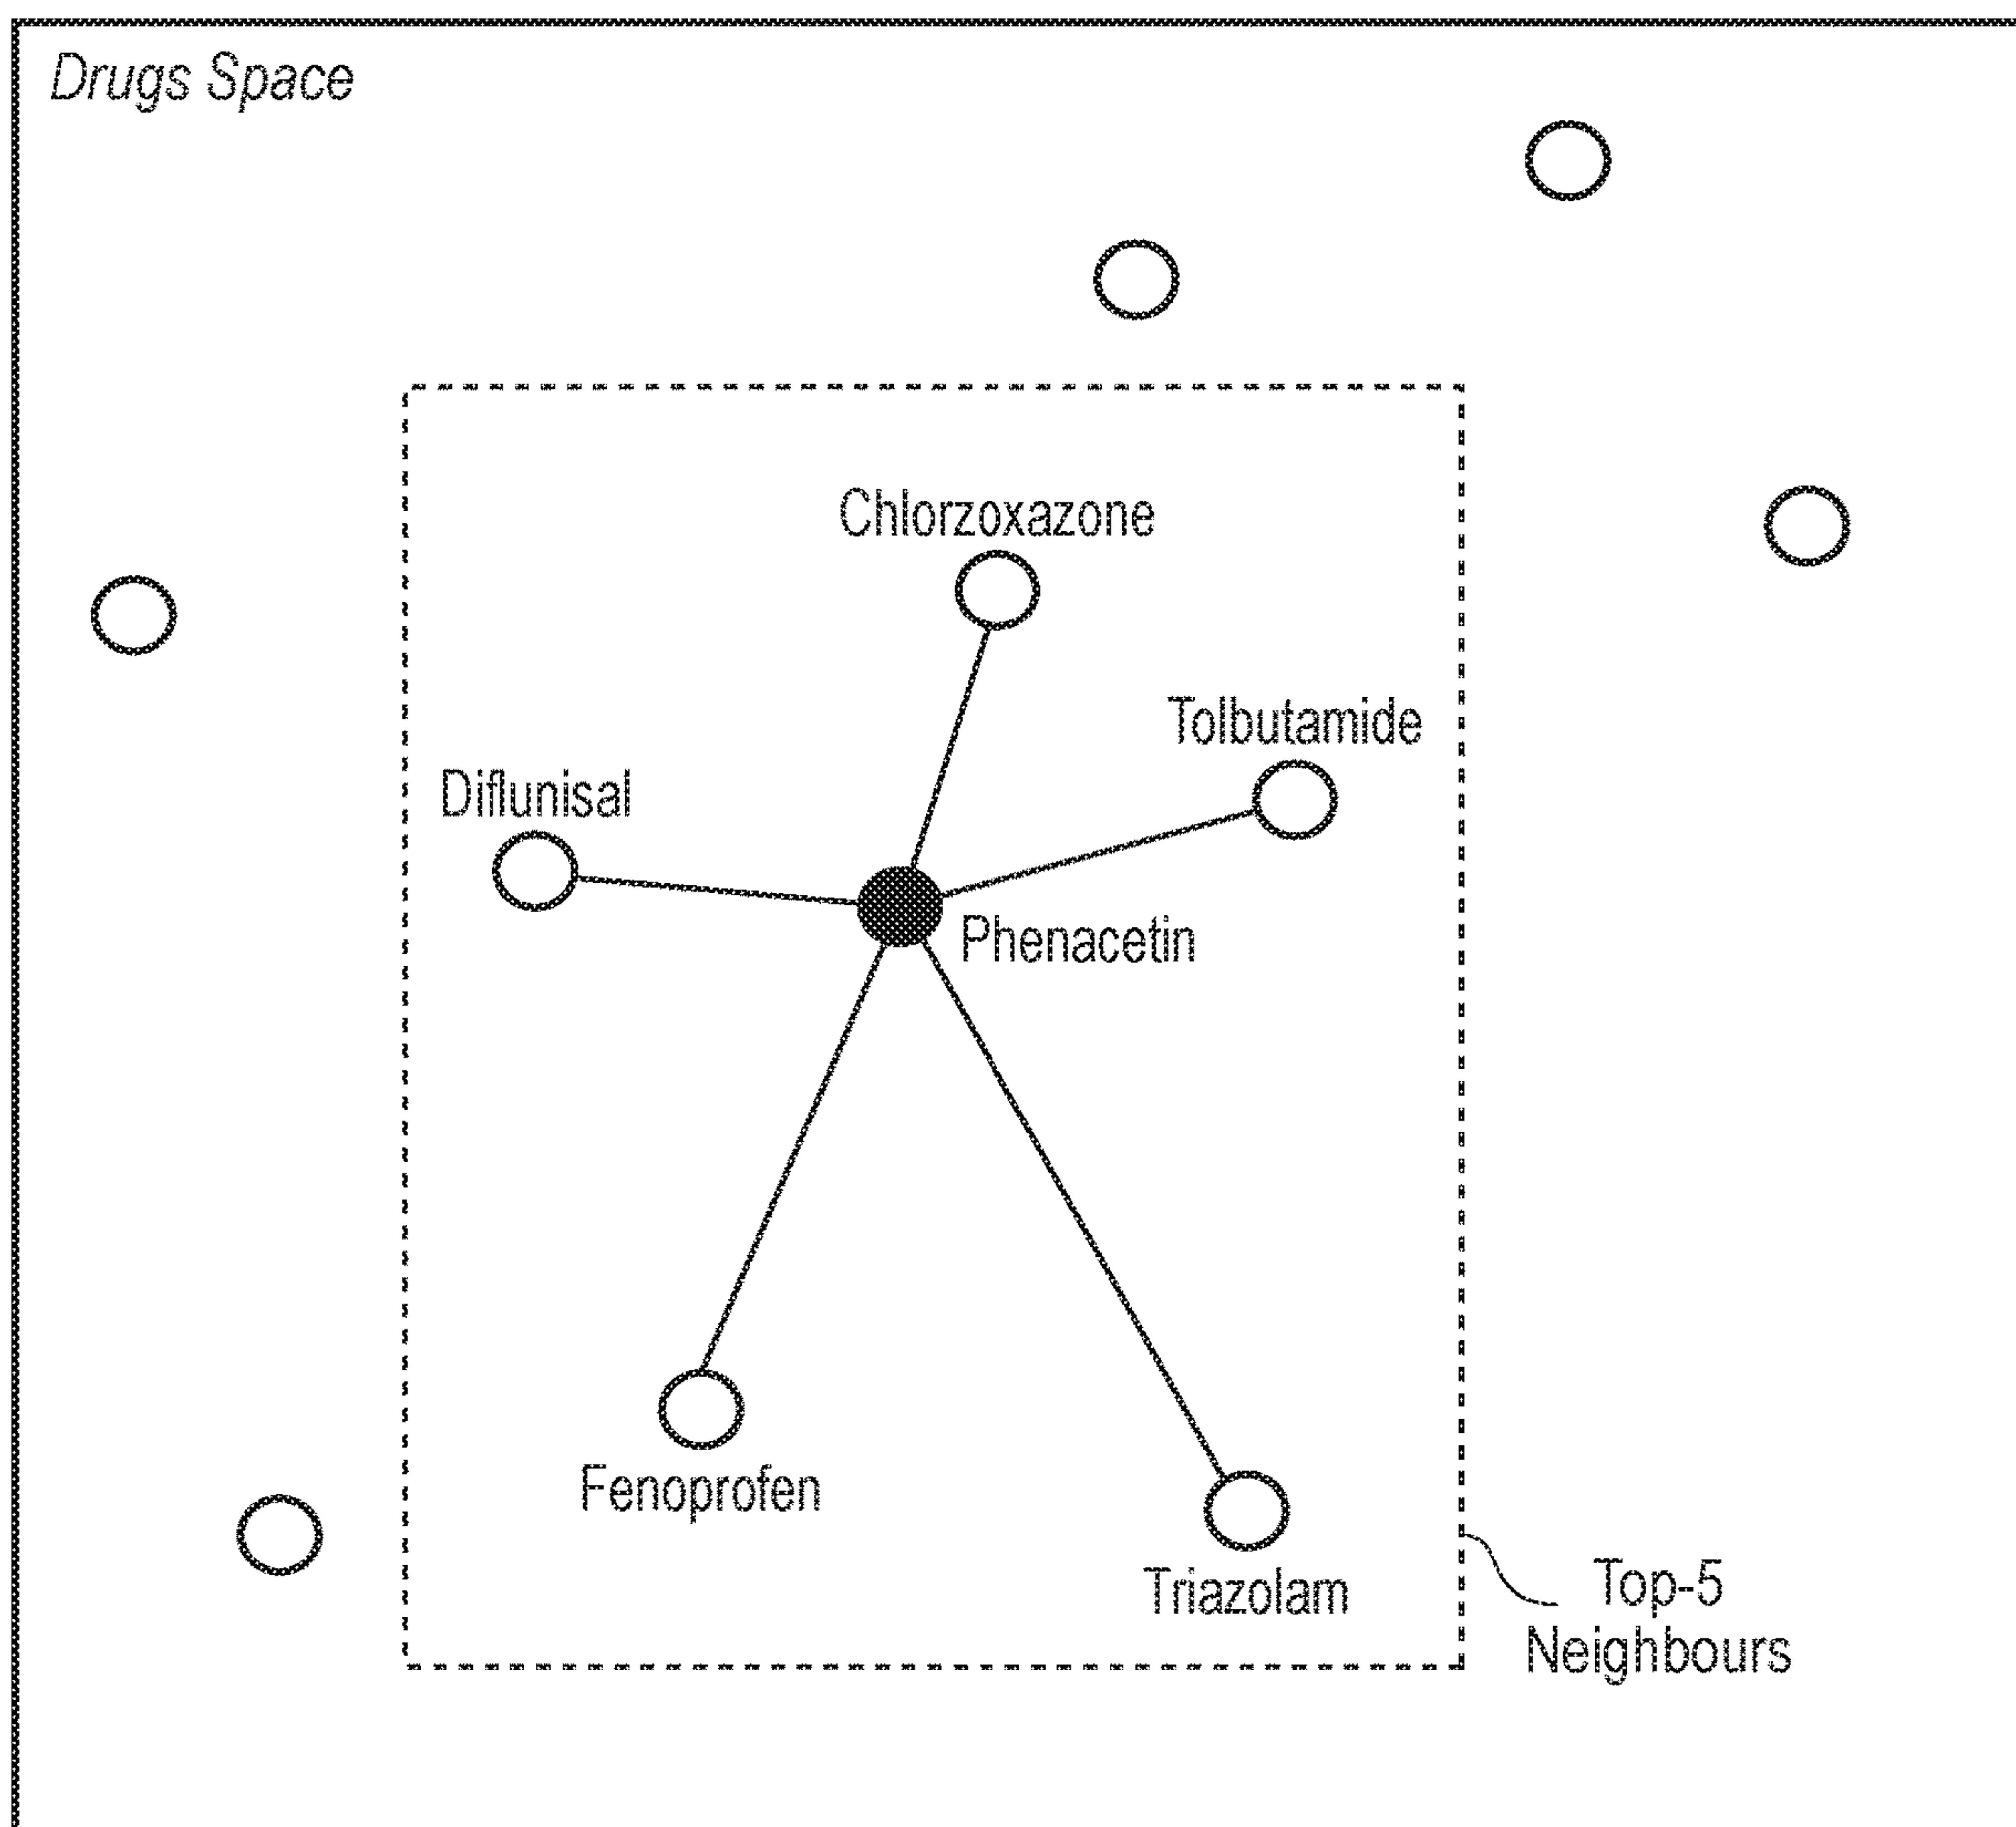 Drugs Space
Chlorzoxazone
Tolbutamide
Diflunisal
Phenacetin
Fenoprofen
Triazolam
Top-5
Neighbours